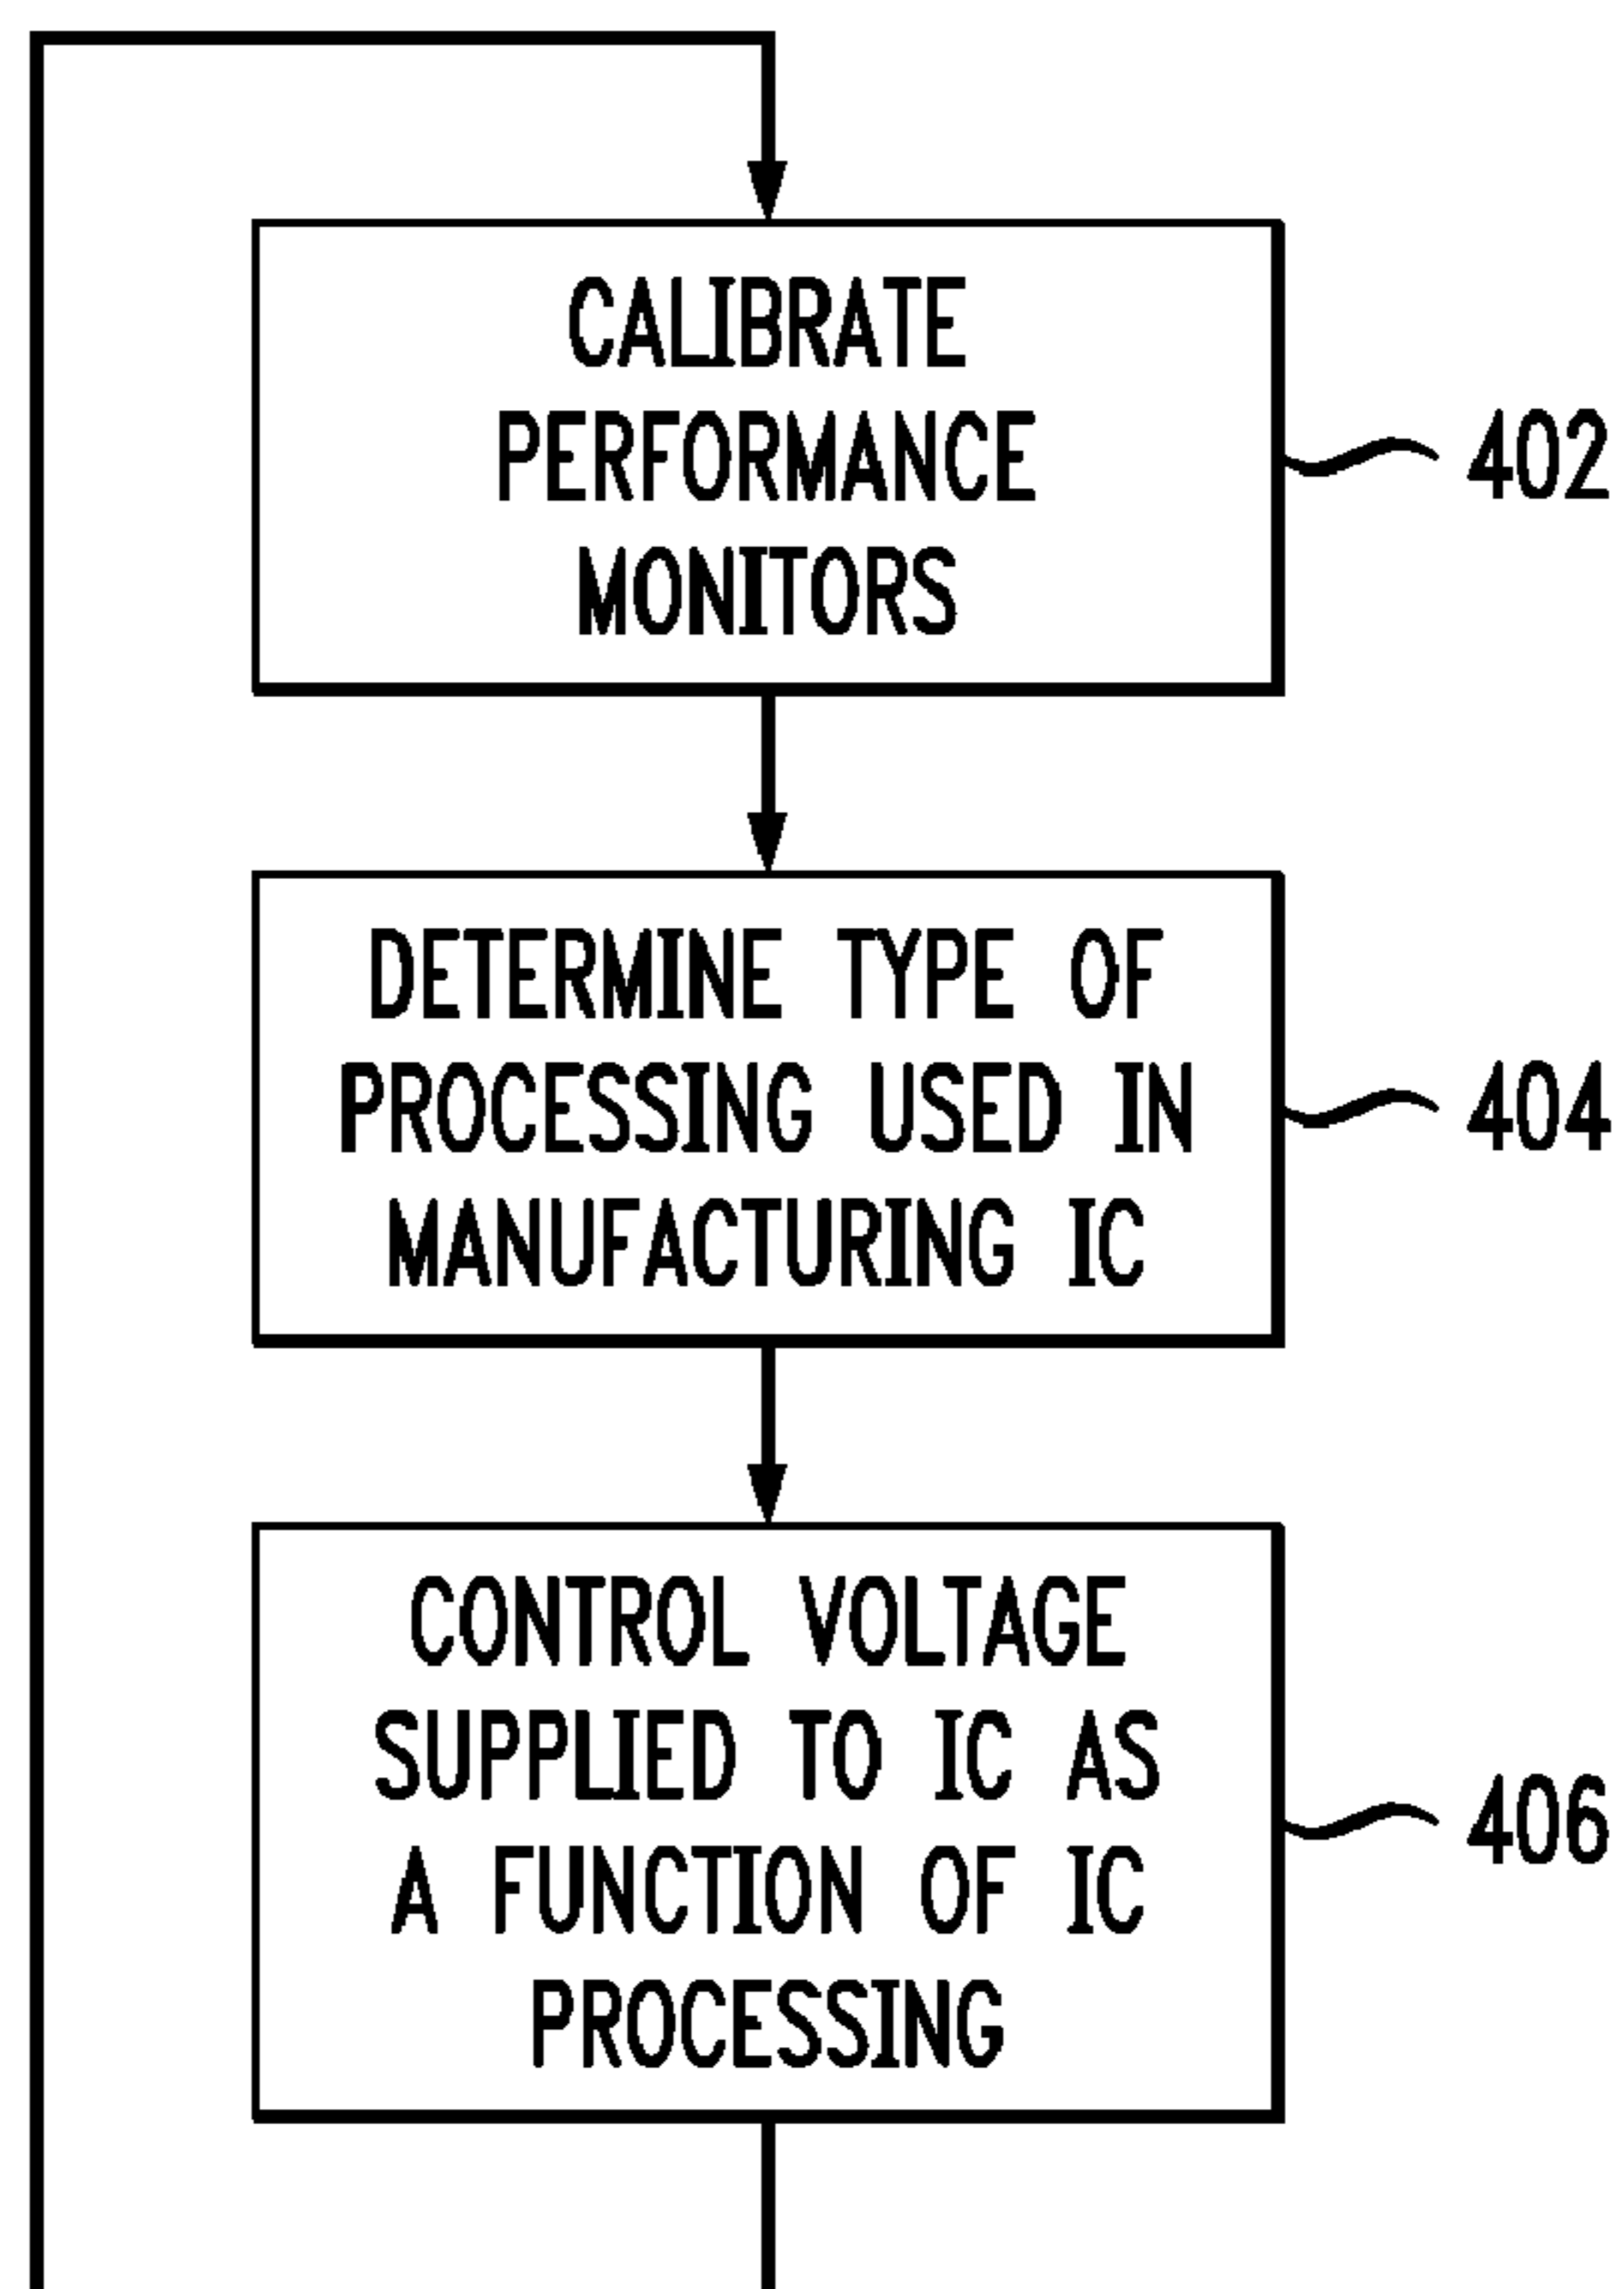 CALIBRATE
PERFORMANCE
MONITORS
402
DETERMINE TYPE OF
PROCESSING USED IN
MANUFACTURING IC
404
CONTROL VOLTAGE
SUPPLIED TO IC AS
A FUNCTION OF IC
PROCESSING
406